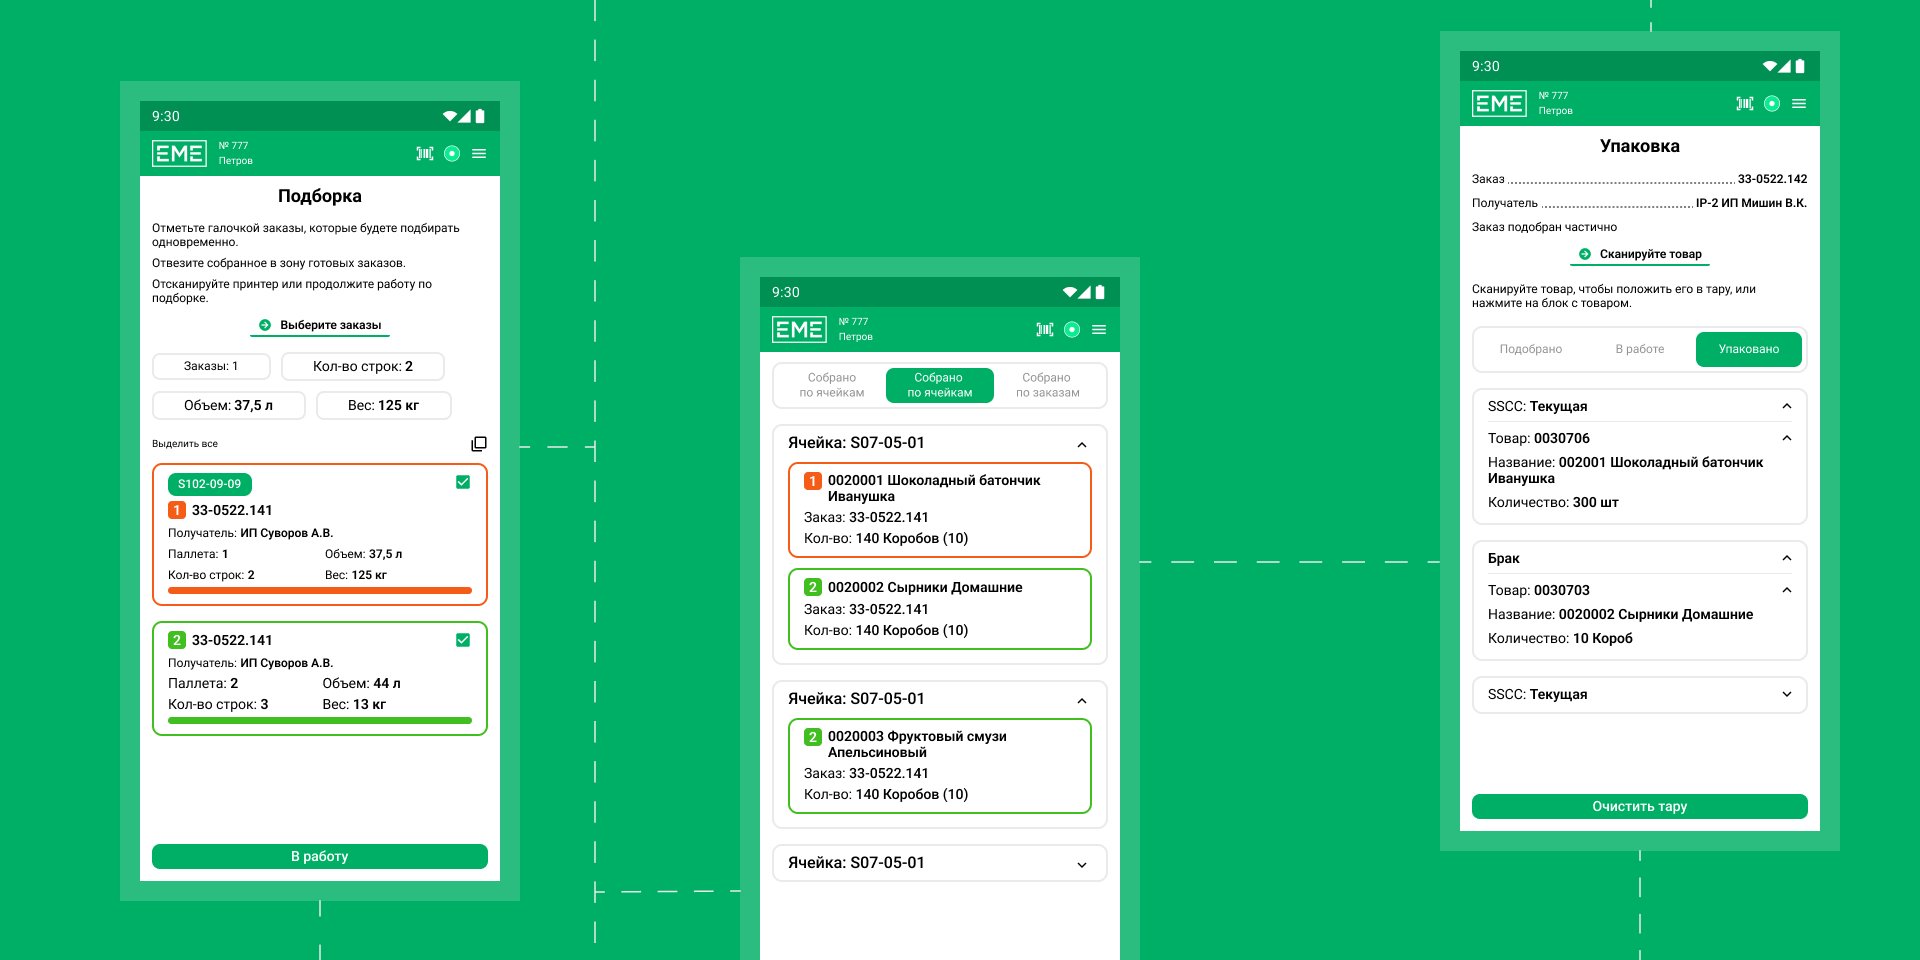 9:30
EME
№ 777
Петров
Подборка
Отметьте галочкой заказы, которые будете подбирать
одновременно.
Отвезите собранное в зону готовых заказов.
Отсканируйте принтер или продолжите работу по
подборке.
Выберите заказы
Заказы: 1
Кол-во строк: 2
Объем: 37,5 л
Вес: 125 кг
Выделить все
S102-09-09
1 33-0522.141
Получатель: ИП Суворов А.В.
Паллета: 1 Объем: 37,5 л
Кол-во строк: 2 Вес: 125 кг
2 33-0522.141
Получатель: ИП Суворов А.В.
Паллета: 2 Объем: 44 л
Кол-во строк: 3 Вес: 13 кг
В работу
9:30
EME
№ 777
Петров
Собрано
по ячейкам
Собрано
по ячейкам
Собрано
по заказам
Ячейка: S07-05-01
1 0020001 Шоколадный батончик
Иванушка
Заказ: 33-0522.141
Кол-во: 140 Коробов (10)
2 0020002 Сырники Домашние
Заказ: 33-0522.141
Кол-во: 140 Коробов (10)
Ячейка: S07-05-01
2 0020003 Фруктовый смузи
Апельсиновый
Заказ: 33-0522.141
Кол-во: 140 Коробов (10)
Ячейка: S07-05-01
9:30
EME
№ 777
Петров
Упаковка
Заказ 33-0522.142
Получатель IP-2 ИП Мишин В.К.
Заказ подобран частично
Сканируйте товар
Сканируйте товар, чтобы положить его в тару, или
нажмите на блок с товаром.
Подобрано
В работе
Упаковано
SSCC: Текущая
Товар: 0030706
Название: 002001 Шоколадный батончик
Иванушка
Количество: 300 шт
Брак
Товар: 0030703
Название: 0020002 Сырники Домашние
Количество: 10 Короб
SSCC: Текущая
Очистить тару